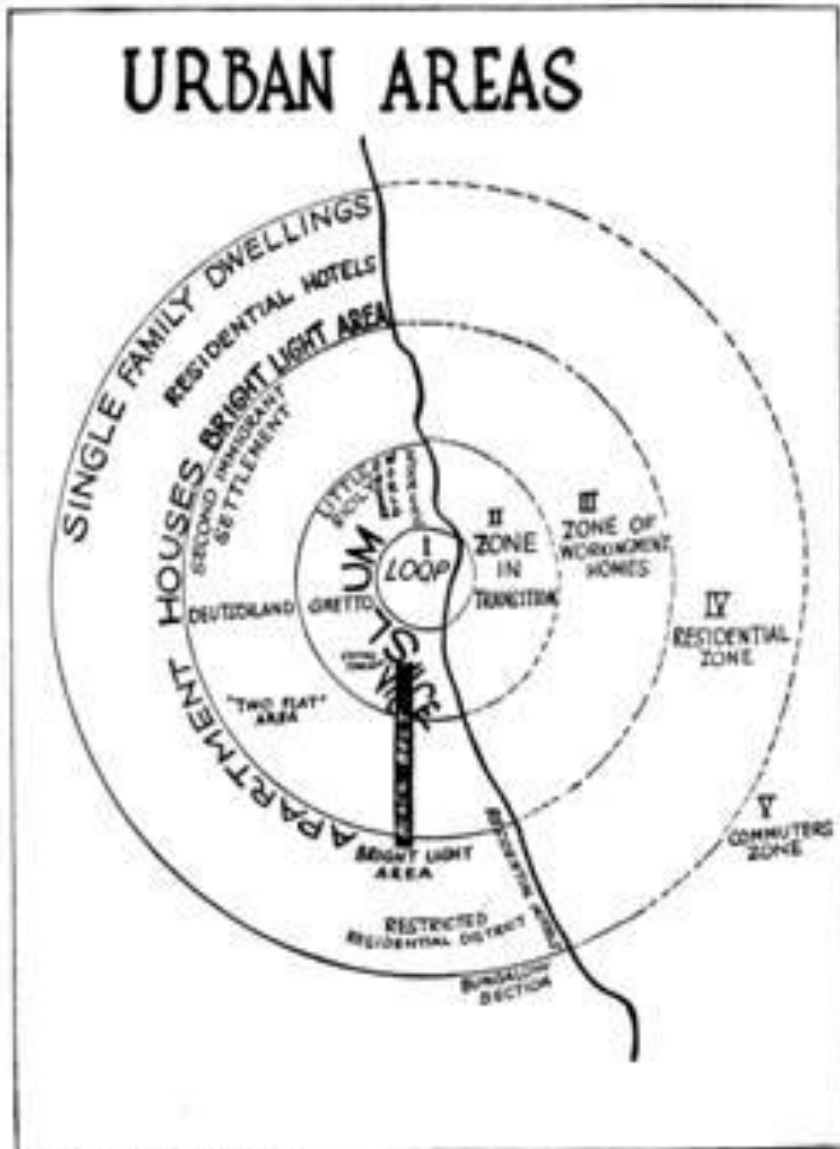 URBAN AREAS
SINGLE FAMILY DWELLINGS
RESIDENTIAL HOTELS
BRIGHT LIGHT AREA
SECOND IMMIGRANT
SETTLEMENT
APARTMENT HOUSES
LITTLE
SICILY
SLUM
I
LOOP
II
ZONE
IN
TRANSITION
III
ZONE OF
WORKINGMENS
HOMES
IV
RESIDENTIAL
ZONE
V
COMMUTERS
ZONE
DEUTSCHLAND
GHETTO
VICE
"TWO FLAT"
AREA
BRIGHT LIGHT
AREA
RESTRICTED
RESIDENTIAL DISTRICT
BUNGALOW
SECTION